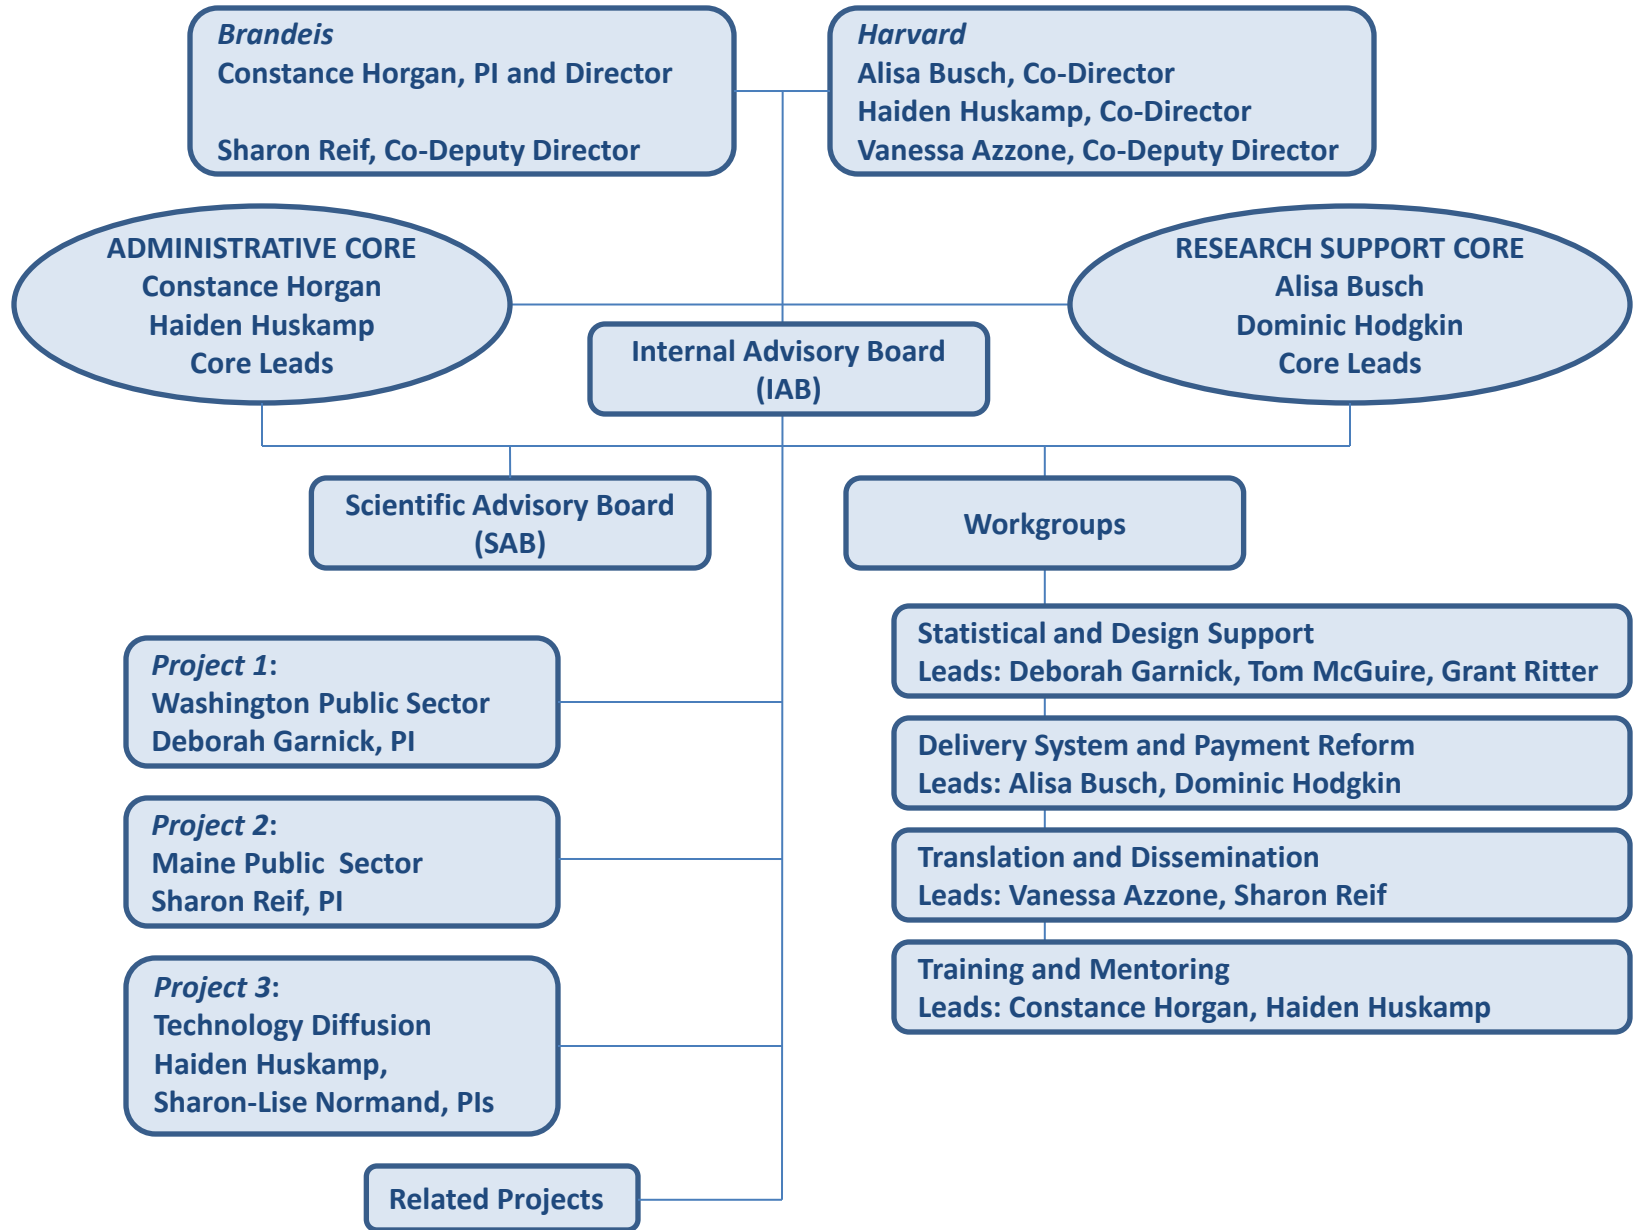 Brandeis
Constance Horgan, PI and Director
Sharon Reif, Co-Deputy Director
Harvard
Alisa Busch, Co-Director
Haiden Huskamp, Co-Director
Vanessa Azzone, Co-Deputy Director
ADMINISTRATIVE CORE
Constance Horgan
Haiden Huskamp
Core Leads
RESEARCH SUPPORT CORE
Alisa Busch
Dominic Hodgkin
Core Leads
Internal Advisory Board
(IAB)
Scientific Advisory Board
(SAB)
Workgroups
Project 1:
Washington Public Sector
Deborah Garnick, PI
Project 2:
Maine Public  Sector
Sharon Reif, PI
Project 3:
Technology Diffusion
Haiden Huskamp,
Sharon-Lise Normand, PIs
Related Projects
Statistical and Design Support
Leads: Deborah Garnick, Tom McGuire, Grant Ritter
Delivery System and Payment Reform
Leads: Alisa Busch, Dominic Hodgkin
Translation and Dissemination
Leads: Vanessa Azzone, Sharon Reif
Training and Mentoring
Leads: Constance Horgan, Haiden Huskamp